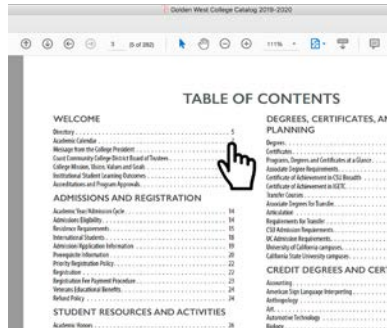 Golden West College Catalog 2019-2020
3 (5 of 282) 111%
TABLE OF CONTENTS
WELCOME
Directory 5
Academic Calendar
Message from the College President
Coast Community College District Board of Trustees
College Mission, Vision, Values and Goals
Institutional Student Learning Outcomes
Accreditations and Program Approvals
ADMISSIONS AND REGISTRATION
Academic Year/Admission Cycle 14
Admissions Eligibility 14
Residence Requirements 15
International Students 18
Admission Application Information 19
Prerequisite Information 20
Priority Registration Policy 22
Registration 22
Registration Fee Payment Procedure 23
Veterans Educational Benefits 24
Refund Policy 24
STUDENT RESOURCES AND ACTIVITIES
Academic Honors 26
DEGREES, CERTIFICATES, AN
PLANNING
Degrees
Certificates
Programs, Degrees and Certificates at a Glance
Associate Degree Requirements
Certificate of Achievement in CSU Breadth
Certificate of Achievement in IGETC
Transfer Courses
Associate Degrees for Transfer
Articulation
Requirements for Transfer
CSU Admission Requirements
UC Admission Requirements
University of California campuses
California State University campuses
CREDIT DEGREES AND CER
Accounting
American Sign Language Interpreting
Anthropology
Art
Automotive Technology
Biology